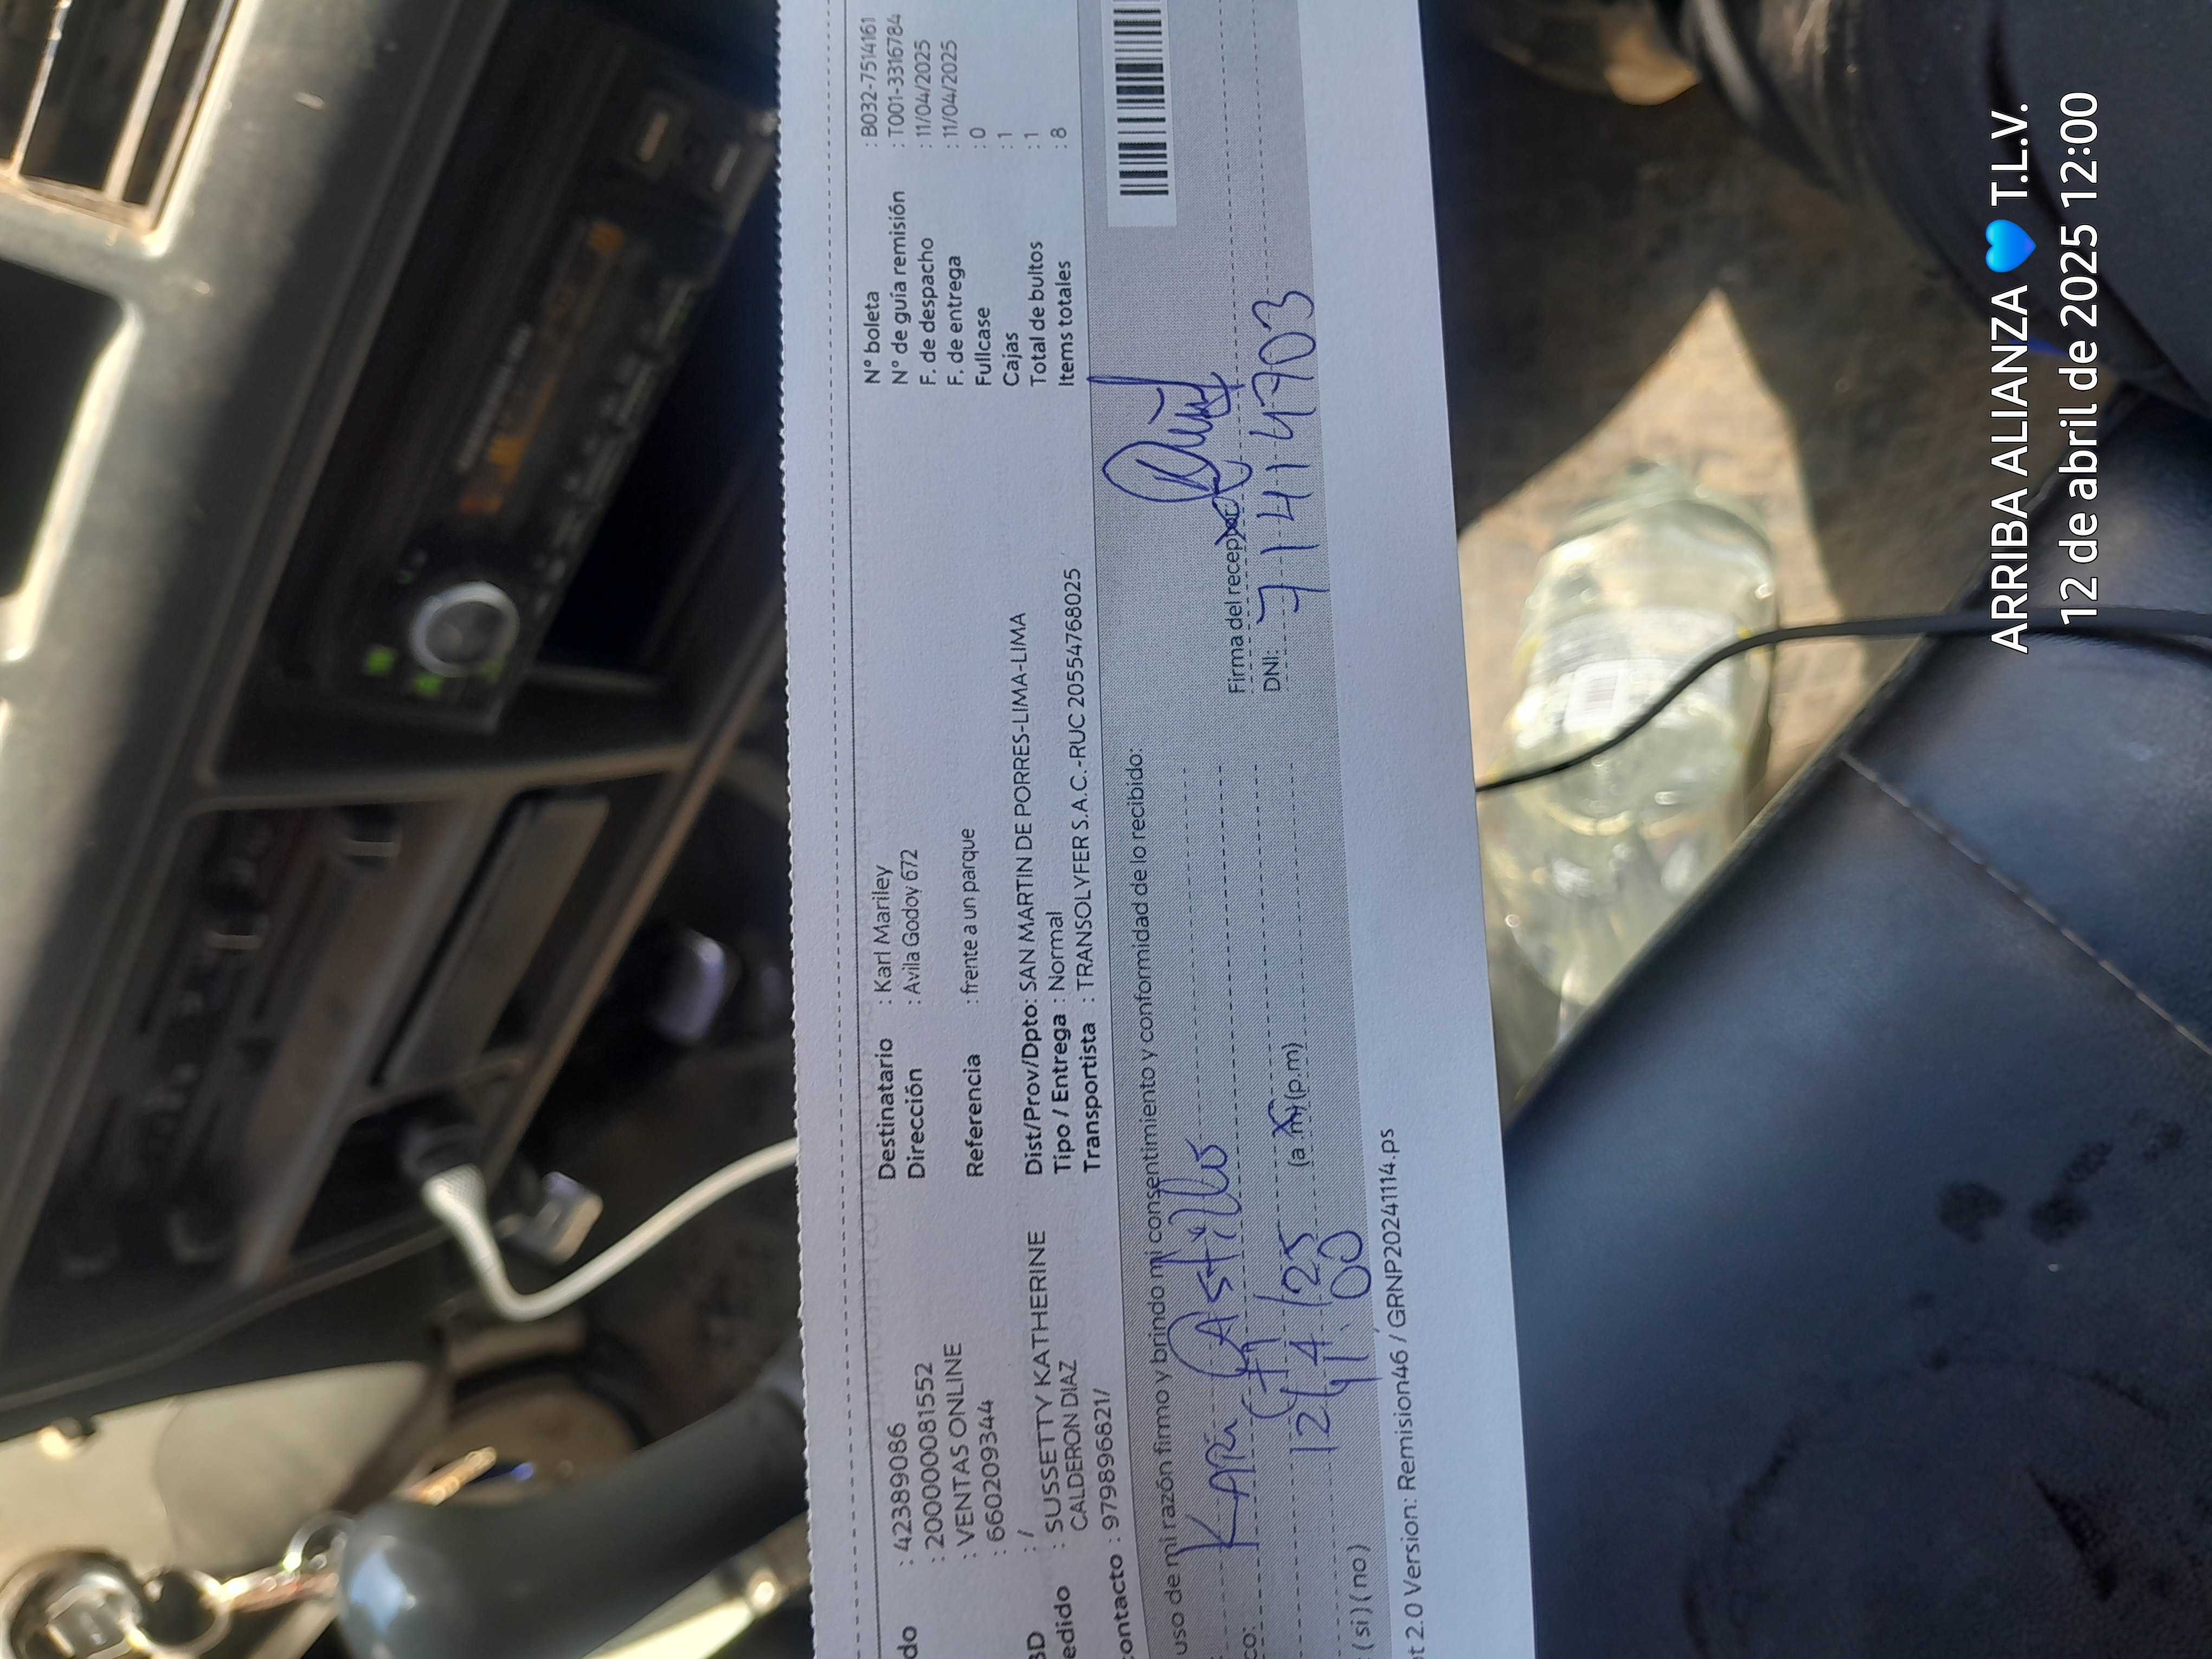 do : 42389086
: 200000081552
: VENTAS ONLINE
: 660209344
BD : /
edido : SUSSETTY KATHERINE
CALDERON DIAZ
contacto : 979896821/
Destinatario : Karl Mariley
Dirección : Avila Godoy 672
Referencia : frente a un parque
Dist/Prov/Dpto: SAN MARTIN DE PORRES-LIMA-LIMA
Tipo / Entrega : Normal
Transportista : TRANSOLYFER S.A.C.-RUC 20554768025
N° boleta : B032-7514161
N° de guía remisión : T001-3316784
F. de despacho : 11/04/2025
F. de entrega : 11/04/2025
Fullcase : 0
Cajas : 1
Total de bultos : 1
Items totales : 8
uso de mi razón firmo y brindo mi consentimiento y conformidad de lo recibido:
CAstillo
co:
12/4/25
11:00 (a.m)(p.m)
(si)(no)
Firma del receptor
DNI: 71414703
t 2.0 Version: Remision46 / GRNP20241114.ps
ARRIBA ALIANZA 💙 T.L.V.
12 de abril de 2025 12:00